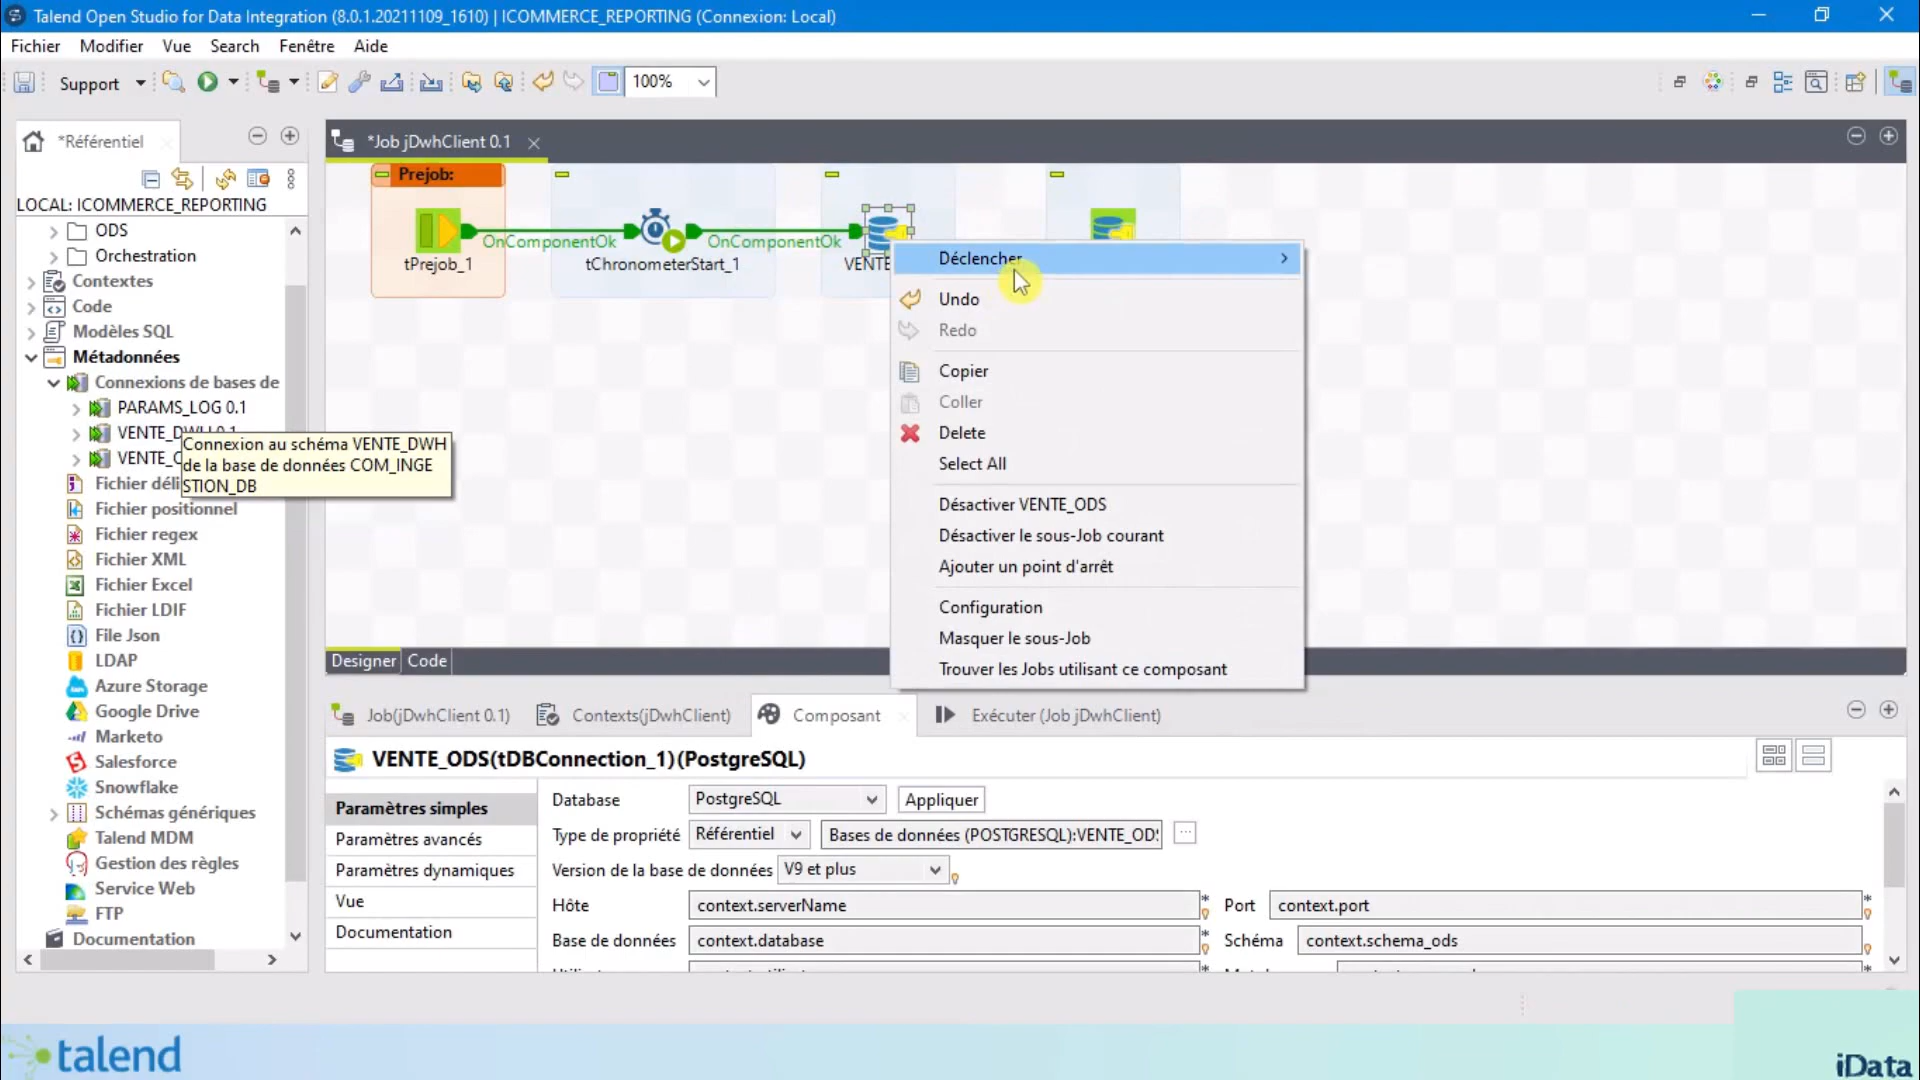 Talend Open Studio for Data Integration (8.0.1.20211109_1610) | ICOMMERCE_REPORTING (Connexion: Local)
Fichier Modifier Vue Search Fenêtre Aide
Support 100%
*Référentiel
*Job jDwhClient 0.1
LOCAL: ICOMMERCE_REPORTING
ODS
Orchestration
Contextes
Code
Modèles SQL
Métadonnées
Connexions de bases de
PARAMS_LOG 0.1
VENTE_DWH 0.1
Connexion au schéma VENTE_DWH
de la base de données COM_INGE
STION_DB
Fichier positionnel
Fichier regex
Fichier XML
Fichier Excel
Fichier LDIF
File Json
LDAP
Azure Storage
Google Drive
Marketo
Salesforce
Snowflake
Schémas génériques
Talend MDM
Gestion des règles
Service Web
FTP
Documentation
Prejob:
OnComponentOk
OnComponentOk
tPrejob_1
tChronometerStart_1
Déclencher
Undo
Redo
Copier
Coller
Delete
Select All
Désactiver VENTE_ODS
Désactiver le sous-Job courant
Ajouter un point d'arrêt
Configuration
Masquer le sous-Job
Trouver les Jobs utilisant ce composant
Designer Code
Job(jDwhClient 0.1) Contexts(jDwhClient) Composant Exécuter (Job jDwhClient)
VENTE_ODS(tDBConnection_1)(PostgreSQL)
Paramètres simples
Paramètres avancés
Paramètres dynamiques
Vue
Documentation
Database PostgreSQL Appliquer
Type de propriété Référentiel Bases de données (POSTGRESQL):VENTE_OD
Version de la base de données V9 et plus
Hôte context.serverName * Port context.port *
Base de données context.database * Schéma context.schema_ods
talend
iData